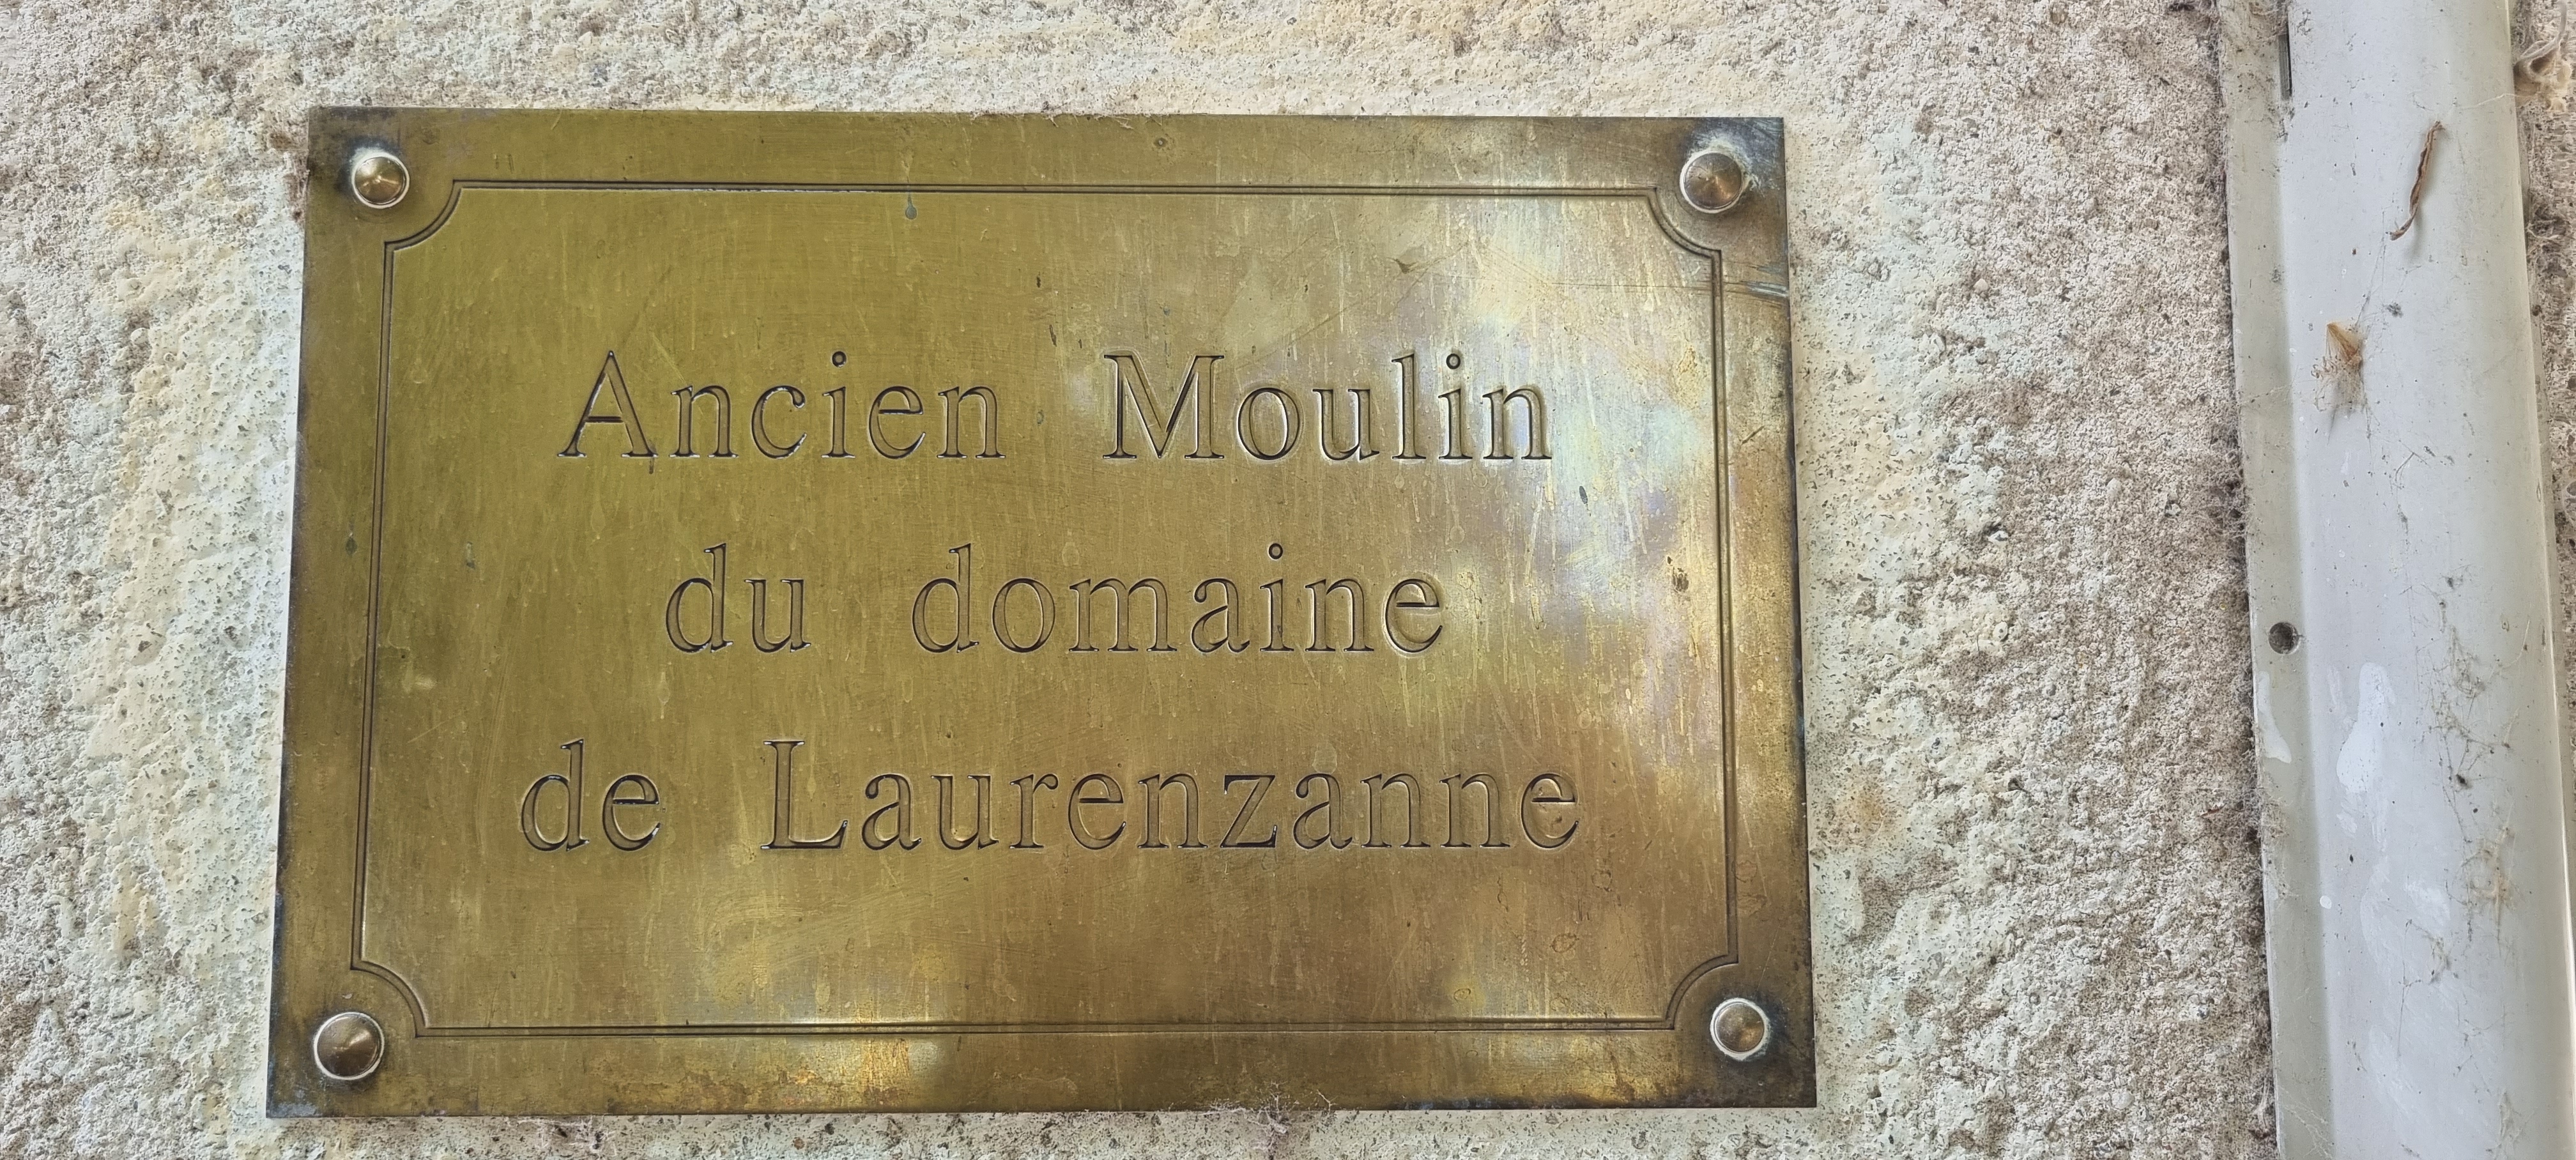 Ancien Moulin
du domaine
de Laurenzanne